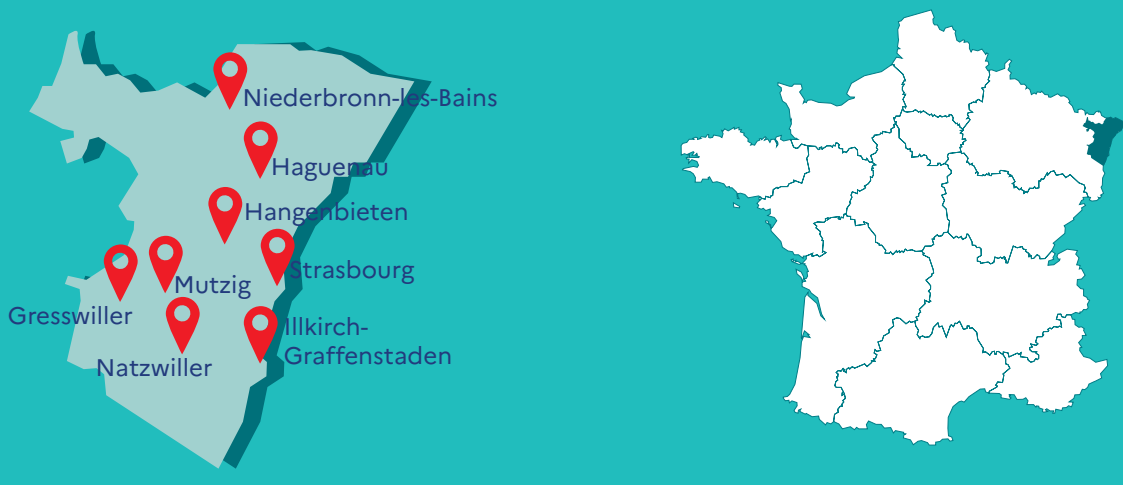 Niederbronn-les-Bains
Haguenau
Hangenbieten
Strasbourg
Mutzig
Gresswiller
Illkirch-
Graffenstaden
Natzwiller